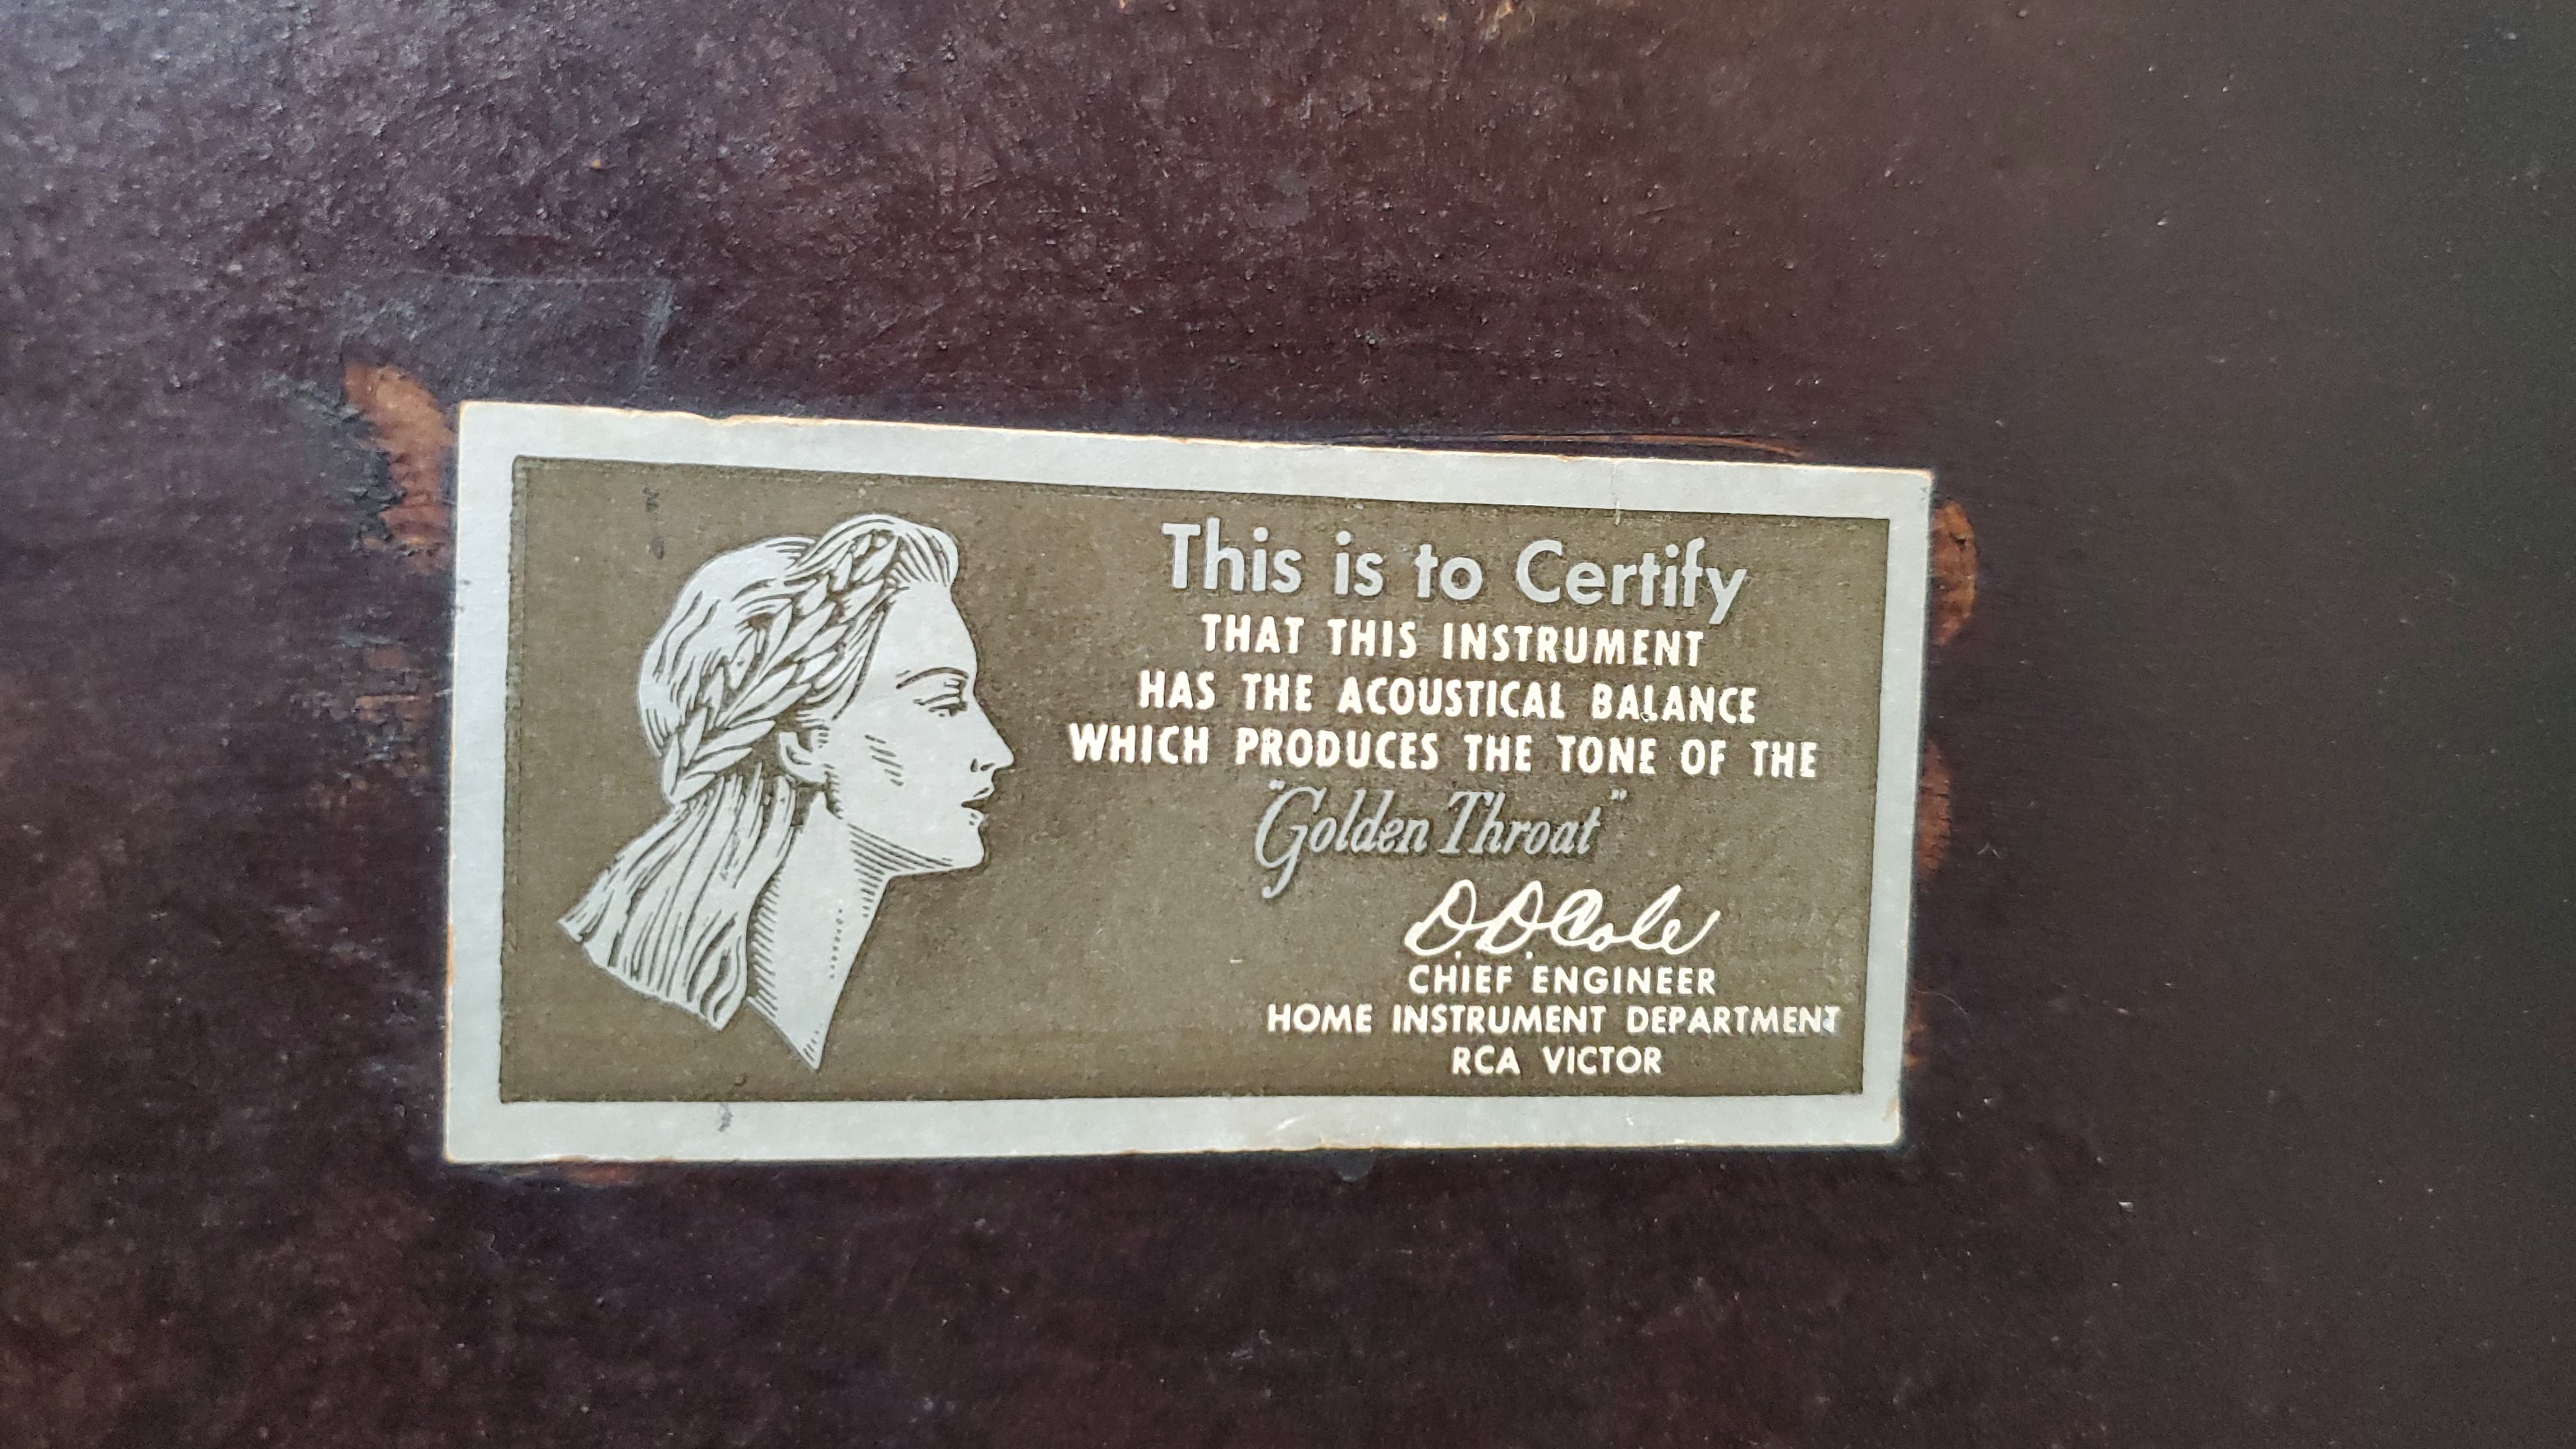 This is to Certify
THAT THIS INSTRUMENT
HAS THE ACOUSTICAL BALANCE
WHICH PRODUCES THE TONE OF THE
"Golden Throat"
D.D. Cole
CHIEF ENGINEER
HOME INSTRUMENT DEPARTMENT
RCA VICTOR